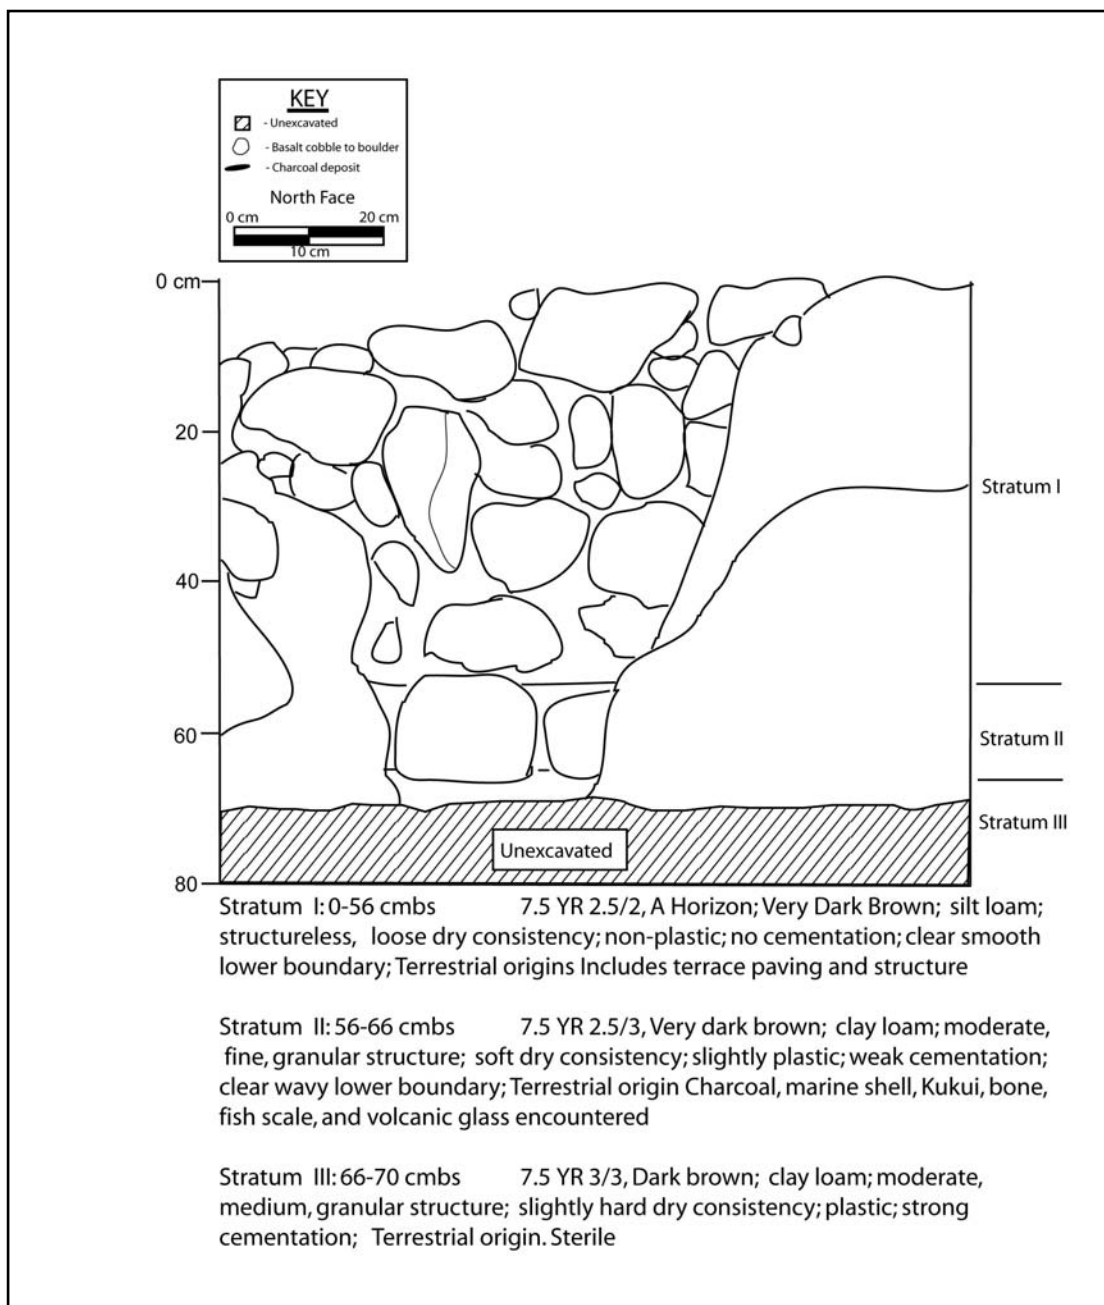 KEY
- Unexcavated
- Basalt cobble to boulder
- Charcoal deposit
North Face
0 cm 20 cm
10 cm
0 cm
20
Stratum I
40
60
Stratum II
Stratum III
Unexcavated
80
Stratum I: 0-56 cmbs 7.5 YR 2.5/2, A Horizon; Very Dark Brown; silt loam;
structureless, loose dry consistency; non-plastic; no cementation; clear smooth
lower boundary; Terrestrial origins Includes terrace paving and structure
Stratum II: 56-66 cmbs 7.5 YR 2.5/3, Very dark brown; clay loam; moderate,
fine, granular structure; soft dry consistency; slightly plastic; weak cementation;
clear wavy lower boundary; Terrestrial origin Charcoal, marine shell, Kukui, bone,
fish scale, and volcanic glass encountered
Stratum III: 66-70 cmbs 7.5 YR 3/3, Dark brown; clay loam; moderate,
medium, granular structure; slightly hard dry consistency; plastic; strong
cementation; Terrestrial origin. Sterile